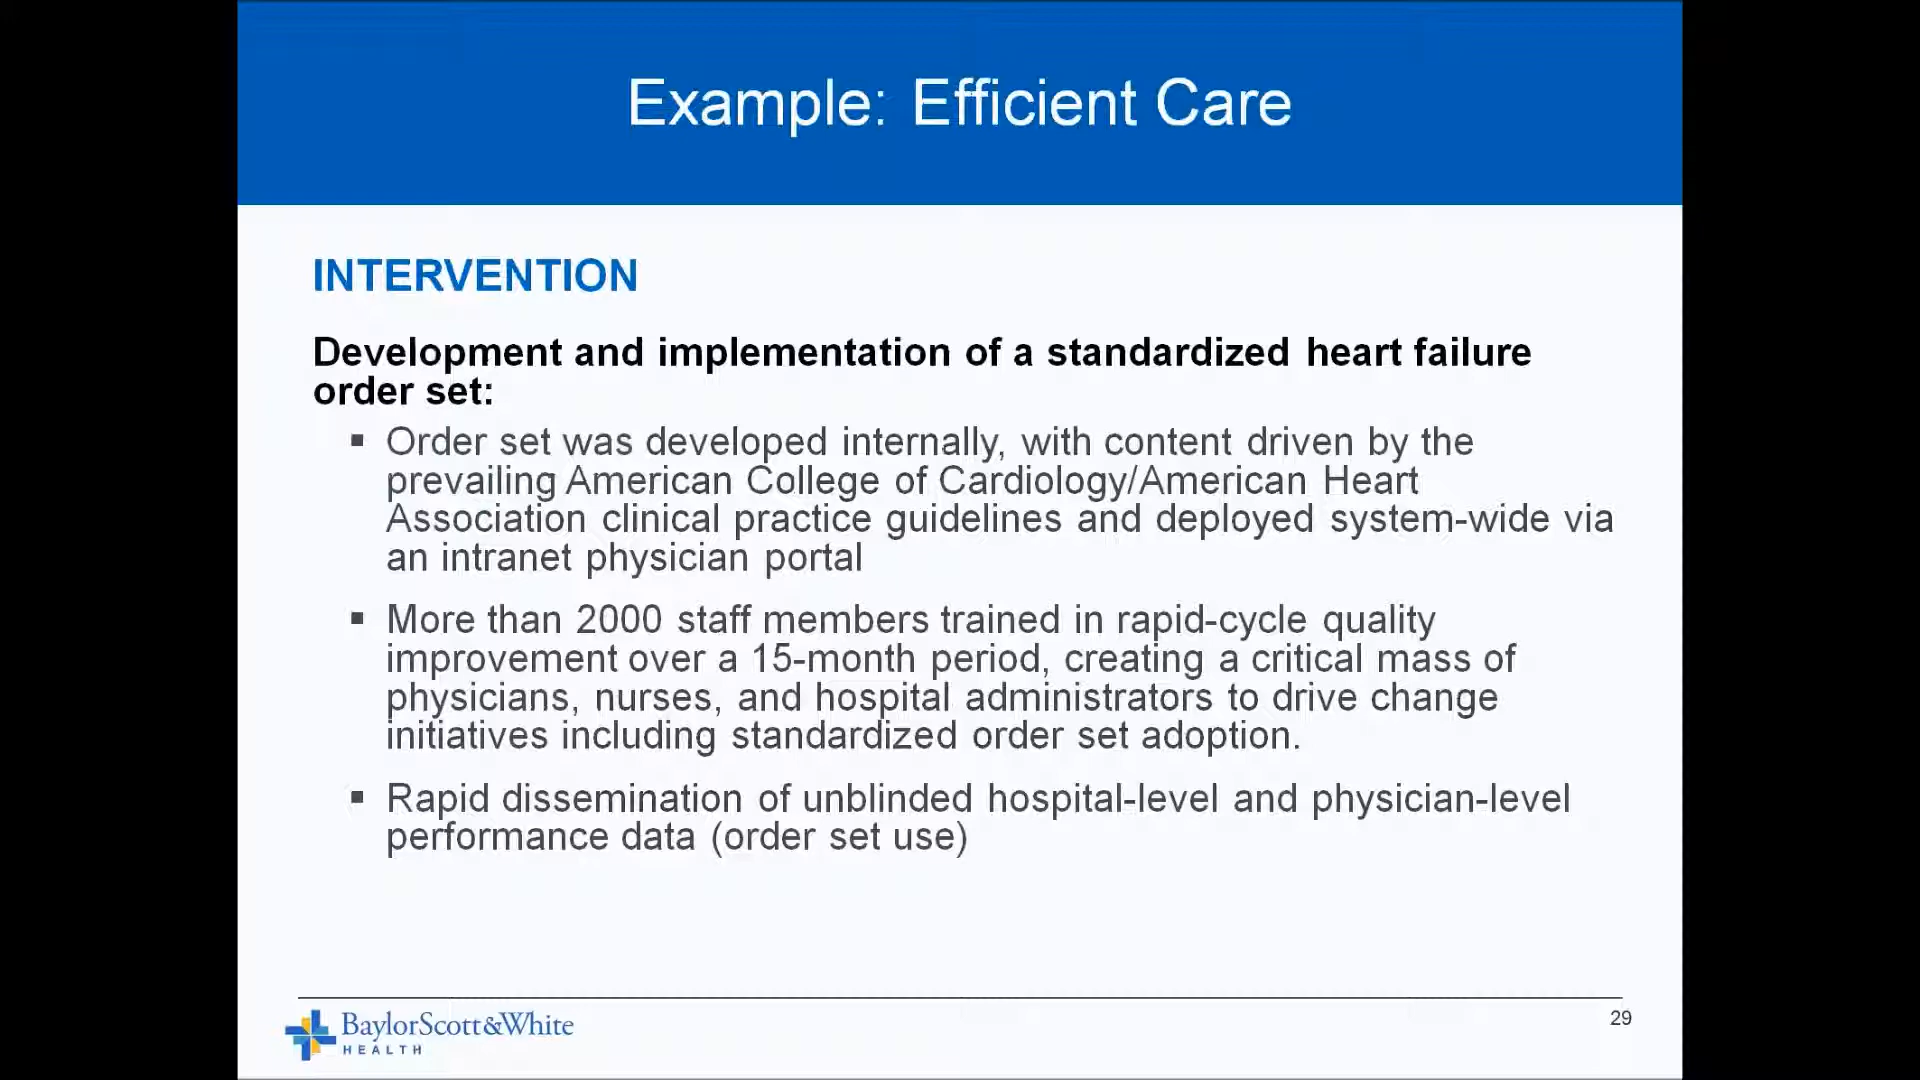 Example: Efficient Care
INTERVENTION
Development and implementation of a standardized heart failure
order set:
▪ Order set was developed internally, with content driven by the
prevailing American College of Cardiology/American Heart
Association clinical practice guidelines and deployed system-wide via
an intranet physician portal
▪ More than 2000 staff members trained in rapid-cycle quality
improvement over a 15-month period, creating a critical mass of
physicians, nurses, and hospital administrators to drive change
initiatives including standardized order set adoption.
▪ Rapid dissemination of unblinded hospital-level and physician-level
performance data (order set use)
BaylorScott&White
HEALTH
29